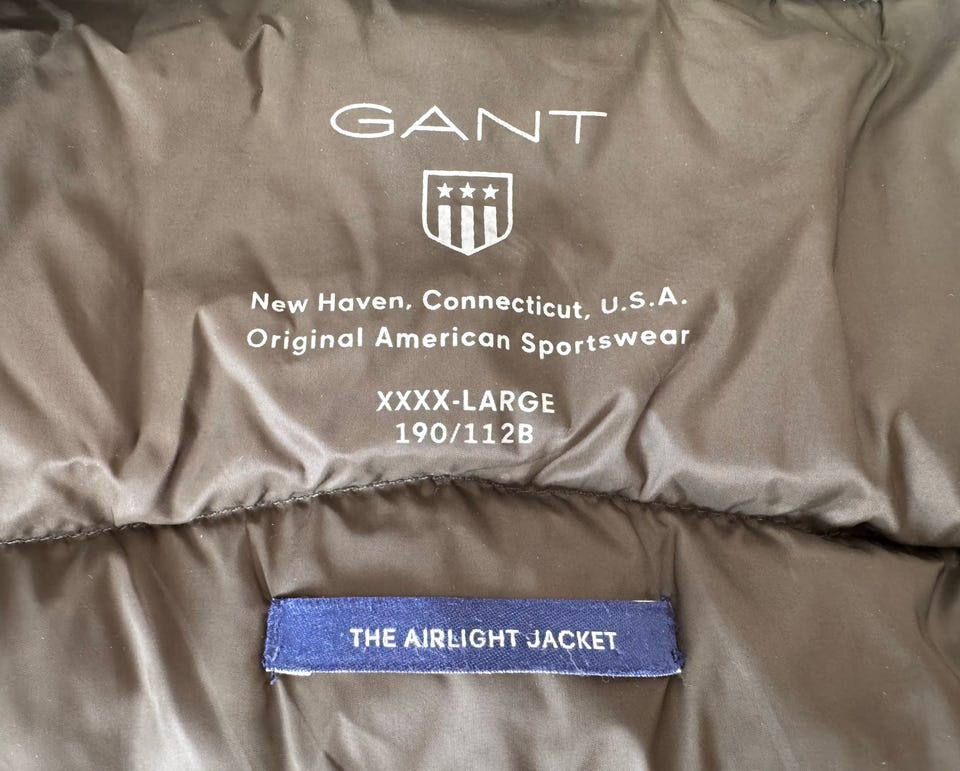 GANT
New Haven, Connecticut, U.S.A.
Original American Sportswear
XXXX-LARGE
190/112B
THE AIRLIGHT JACKET